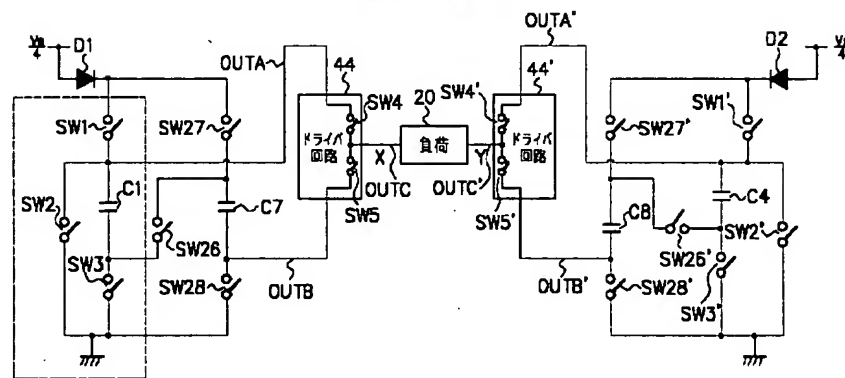 Vs/4
D1
OUTA
44
SW4
ドライバ
回路
X
OUTC
SW5
20
負荷
SW4'
44'
ドライバ
回路
Y
OUTC'
SW5'
OUTA'
D2
SW1
SW27
SW2
C1
SW26
C7
SW3
SW28
OUTB
SW27'
SW1'
C8
C4
SW26'
SW2'
SW28'
SW3'
OUTB'